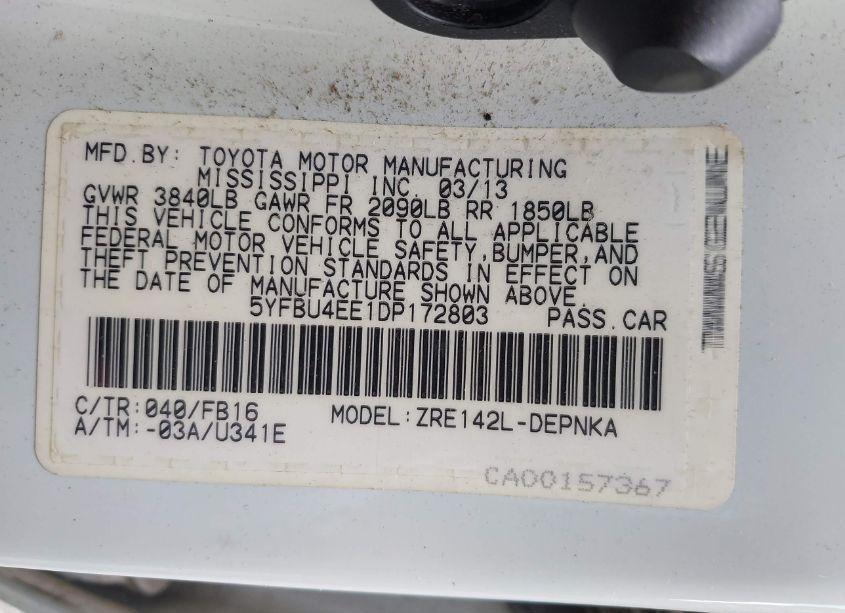 MFD.BY: TOYOTA MOTOR MANUFACTURING
MISSISSIPPI INC. 03/13
GVWR 3840LB GAWR FR 2090LB RR 1850LB
THIS VEHICLE CONFORMS TO ALL APPLICABLE
FEDERAL MOTOR VEHICLE SAFETY,BUMPER,AND
THEFT PREVENTION STANDARDS IN EFFECT ON
THE DATE OF MANUFACTURE SHOWN ABOVE.
5YFBU4EE1DP172803 PASS.CAR
C/TR:040/FB16 MODEL:ZRE142L-DEPNKA
A/TM:-03A/U341E
CA00157367
GENUINE